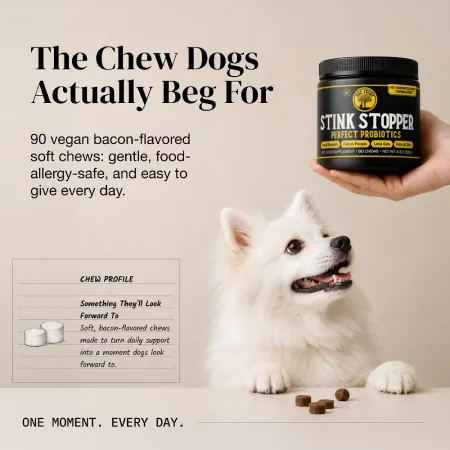 The Chew Dogs
Actually Beg For
90 vegan bacon-flavored
soft chews: gentle, food-
allergy-safe, and easy to
give every day.
STINK STOPPER
PERFECT PROBIOTICS
CHEW PROFILE
Something They'll Look
Forward To
Soft, bacon-flavored chews
made to turn daily support
into a moment dogs look
forward to.
ONE MOMENT. EVERY DAY.